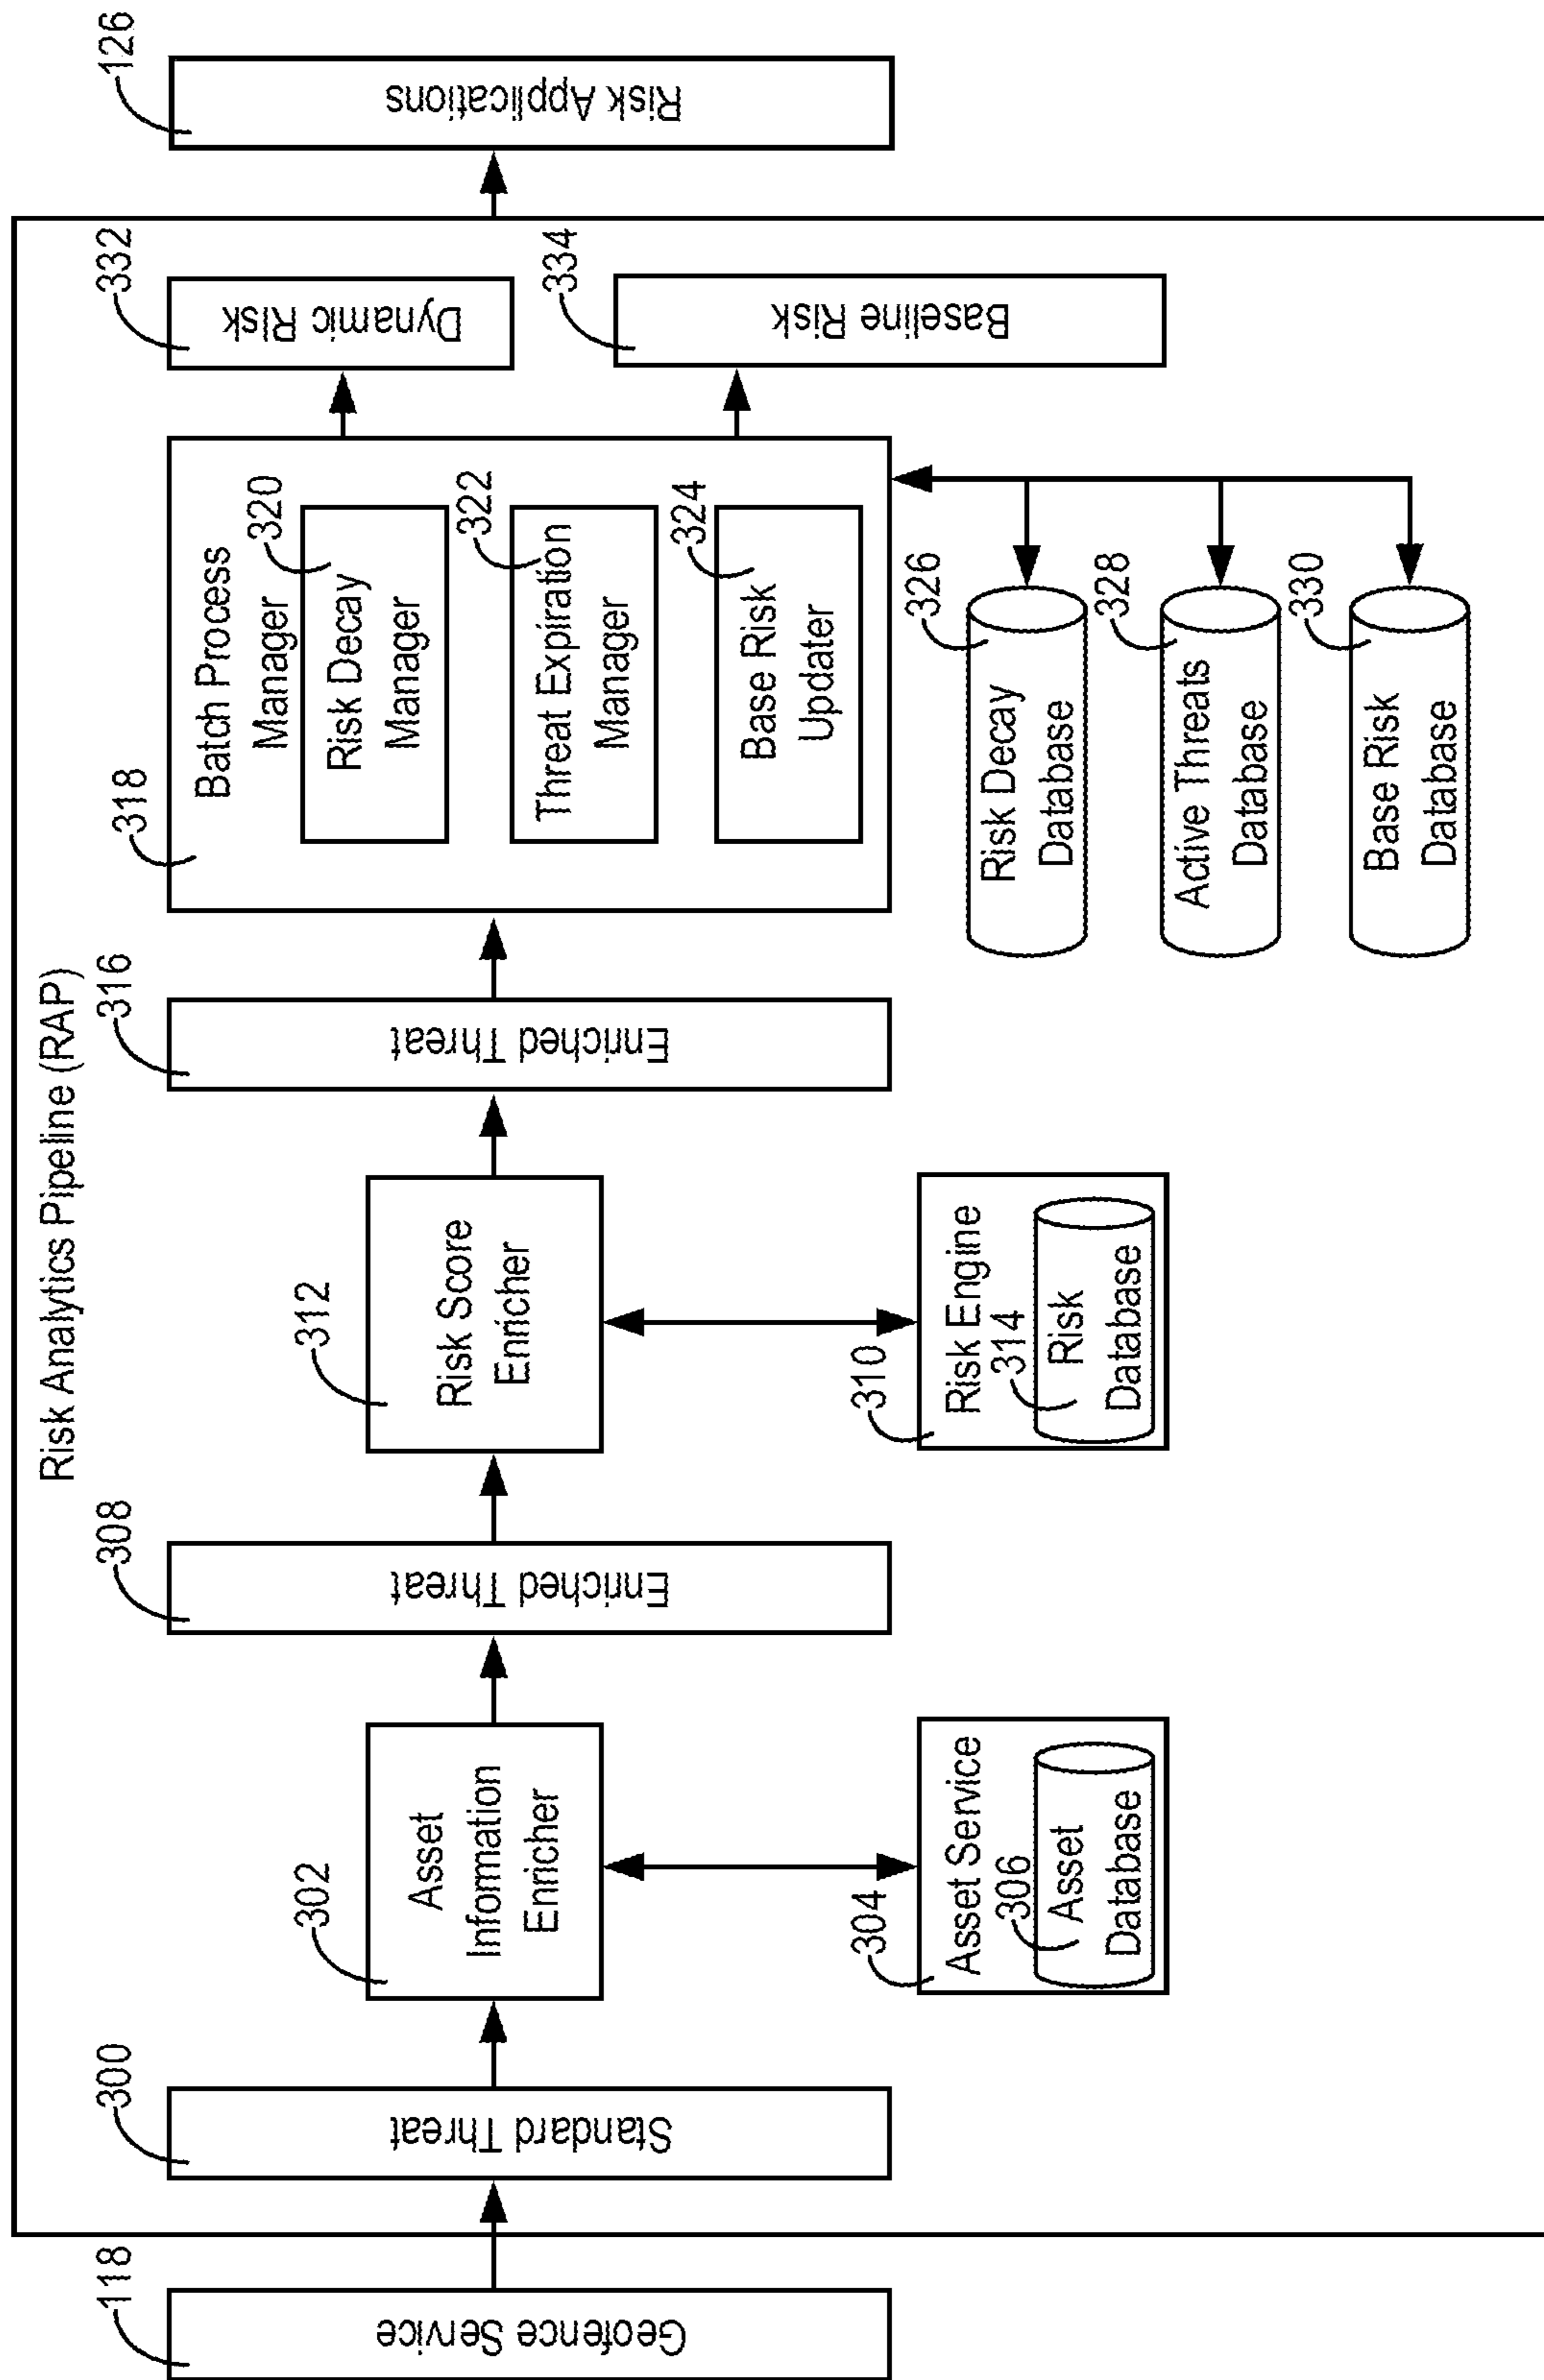 Risk Analytics Pipeline (RAP)
118
Geofence Service
300
Standard Threat
302
Asset
Information
Enricher
304
Asset Service
306
Asset
Database
308
Enriched Threat
312
Risk Score
Enricher
310
Risk Engine
314
Risk
Database
316
Enriched Threat
318
Batch Process
Manager
320
Risk Decay
Manager
322
Threat Expiration
Manager
324
Base Risk
Updater
326
Risk Decay
Database
328
Active Threats
Database
330
Base Risk
Database
332
Dynamic Risk
334
Baseline Risk
126
Risk Applications